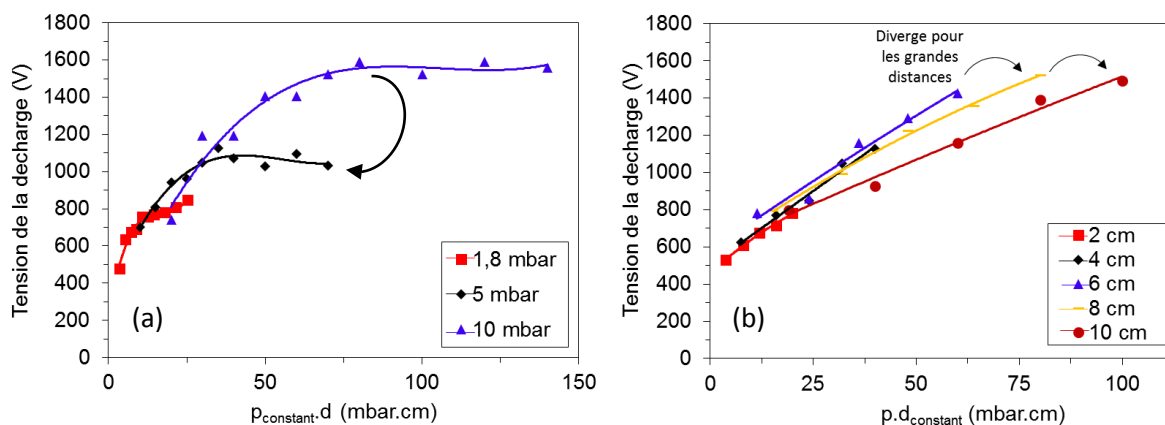 1800
1600
1400
1200
1000
800
600
400
200
0
Tension de la decharge (V)
(a)
1,8 mbar
5 mbar
10 mbar
0
50
100
150
p_constant.d (mbar.cm)
1800
1600
1400
1200
1000
800
600
400
200
0
Tension de la decharge (V)
Diverge pour
les grandes
distances
(b)
2 cm
4 cm
6 cm
8 cm
10 cm
0
25
50
75
100
p.d_constant (mbar.cm)